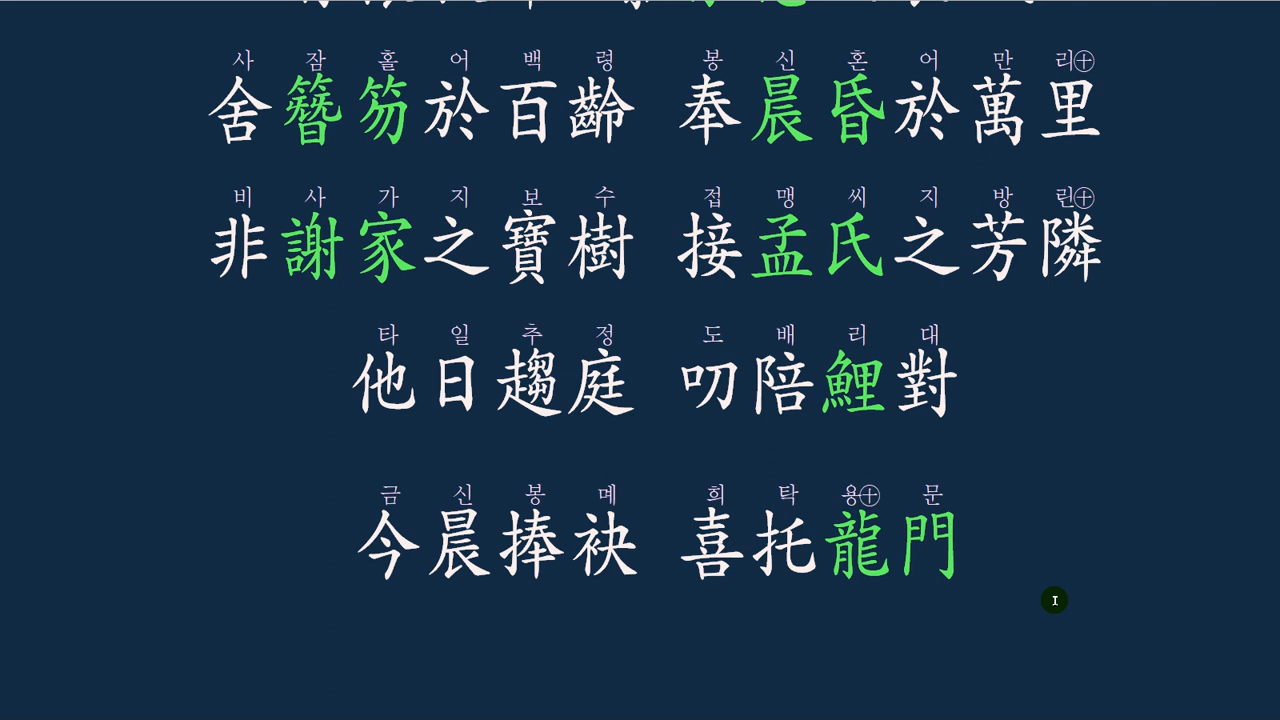 사 잠 홀 어 백 령 봉 신 혼 어 만 리㊉
舍簪笏於百齡 奉晨昏於萬里
비 사 가 지 보 수 접 맹 씨 지 방 린㊉
非謝家之寶樹 接孟氏之芳隣
타 일 추 정 도 배 리 대
他日趨庭 叨陪鯉對
금 신 봉 몌 희 탁 용㊉ 문
今晨捧袂 喜托龍門